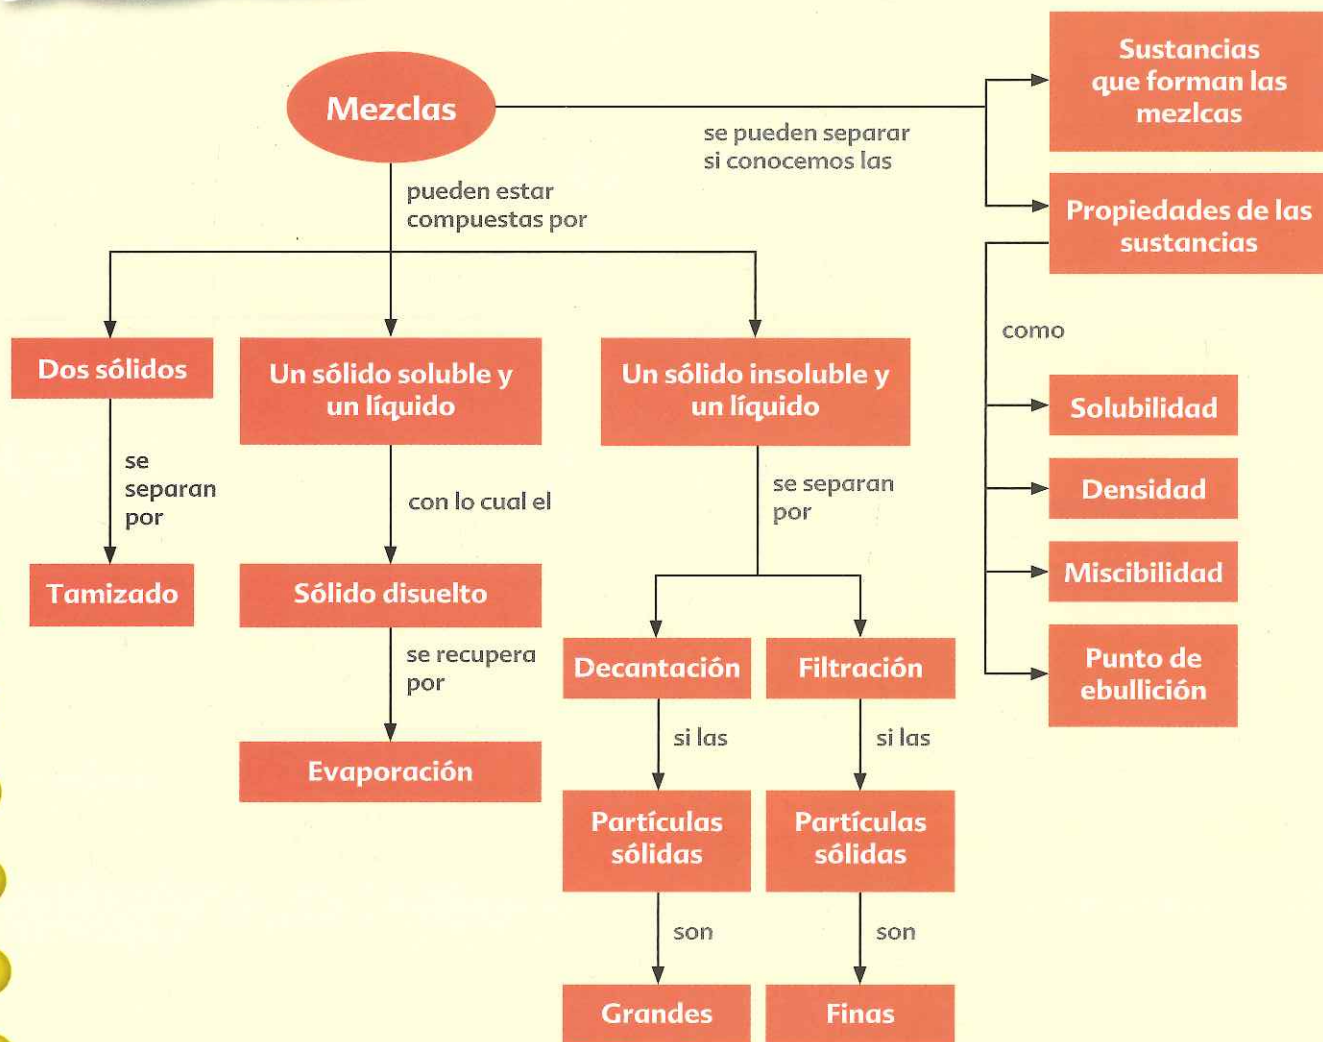 Mezclas
se pueden separar
si conocemos las
Sustancias
que forman las
mezlcas
Propiedades de las
sustancias
como
Solubilidad
Densidad
Miscibilidad
Punto de
ebullición
pueden estar
compuestas por
Dos sólidos
se
separan
por
Tamizado
Un sólido soluble y
un líquido
con lo cual el
Sólido disuelto
se recupera
por
Evaporación
Un sólido insoluble y
un líquido
se separan
por
Decantación
si las
Partículas
sólidas
son
Grandes
Filtración
si las
Partículas
sólidas
son
Finas